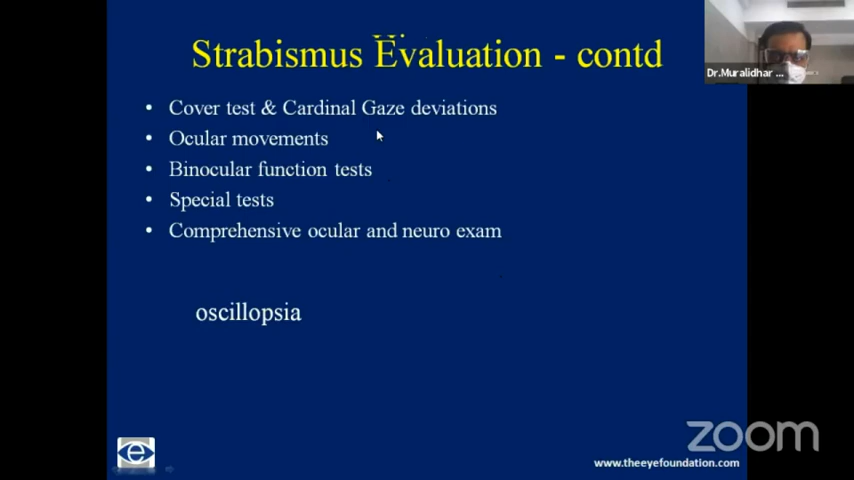 Strabismus Evaluation - contd
Dr.Muralidhar ...
• Cover test & Cardinal Gaze deviations
• Ocular movements
• Binocular function tests
• Special tests
• Comprehensive ocular and neuro exam
oscillopsia
zoom
e
www.theeyefoundation.com